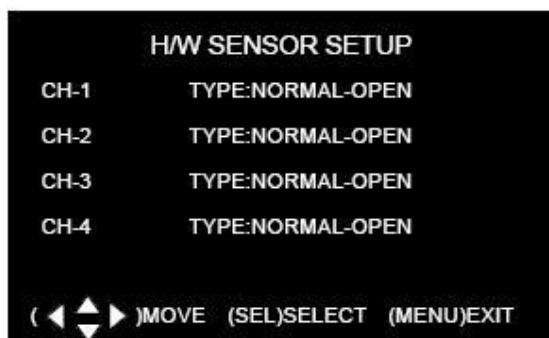 H/W SENSOR SETUP
CH-1 TYPE:NORMAL-OPEN
CH-2 TYPE:NORMAL-OPEN
CH-3 TYPE:NORMAL-OPEN
CH-4 TYPE:NORMAL-OPEN
( ◀ ▲ ▼ ▶ )MOVE (SEL)SELECT (MENU)EXIT